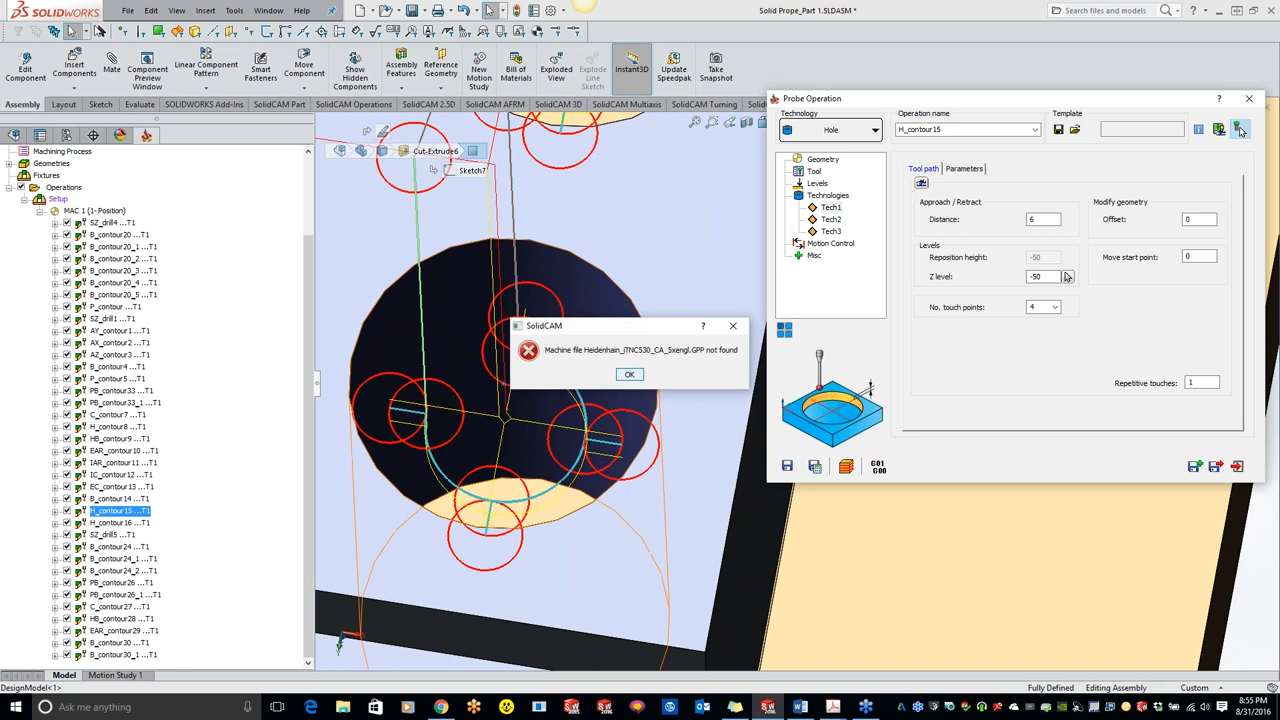 SOLIDWORKS File Edit View Insert Tools Window Help Solid Prope_Part 1.SLDASM * Search files and models
Edit Component
Insert Components
Mate
Component Preview Window
Linear Component Pattern
Smart Fasteners
Move Component
Show Hidden Components
Assembly Features
Reference Geometry
New Motion Study
Bill of Materials
Exploded View
Explode Line Sketch
Instant3D
Update Speedpak
Take Snapshot
Assembly Layout Sketch Evaluate SOLIDWORKS Add-Ins SolidCAM Part SolidCAM Operations SolidCAM 2.5D SolidCAM AFRM SolidCAM 3D SolidCAM Multiaxis SolidCAM Turning
Machining Process
Geometries
Fixtures
Operations
Setup
MAC 1 (1- Position)
SZ_drill4 ...T1
B_contour20 ...T1
B_contour20_1 ...T1
B_contour20_2 ...T1
B_contour20_3 ...T1
B_contour20_4 ...T1
B_contour20_5 ...T1
P_contour ...T1
SZ_drill1 ...T1
AY_contour1 ...T1
AX_contour2 ...T1
AZ_contour3 ...T1
B_contour4 ...T1
P_contour5 ...T1
PB_contour33 ...T1
PB_contour33_1 ...T1
C_contour7 ...T1
H_contour8 ...T1
HB_contour9 ...T1
EAR_contour10 ...T1
IAR_contour11 ...T1
IC_contour12 ...T1
EC_contour13 ...T1
B_contour14 ...T1
H_contour15 ...T1
H_contour16 ...T1
SZ_drill5 ...T1
B_contour24 ...T1
B_contour24_1 ...T1
B_contour24_2 ...T1
PB_contour26 ...T1
PB_contour26_1 ...T1
C_contour27 ...T1
HB_contour28 ...T1
EAR_contour29 ...T1
B_contour30 ...T1
B_contour30_1 ...T1
Cut-Extrude6
Sketch7
SolidCAM ?
Machine file Heidenhain_iTNC530_CA_5xengl.GPP not found
OK
Probe Operation ?
Technology
Hole
Operation name
H_contour15
Template
Geometry
Tool
Levels
Technologies
Tech1
Tech2
Tech3
Motion Control
Misc
Tool path Parameters
Approach / Retract
Distance: 6
Modify geometry
Offset: 0
Levels
Reposition height: -50
Move start point: 0
Z level: -50
No. touch points: 4
Repetitive touches: 1
G01
G00
Model Motion Study 1
DesignModel<1> Fully Defined Editing Assembly Custom
Ask me anything
8:55 PM
8/31/2016